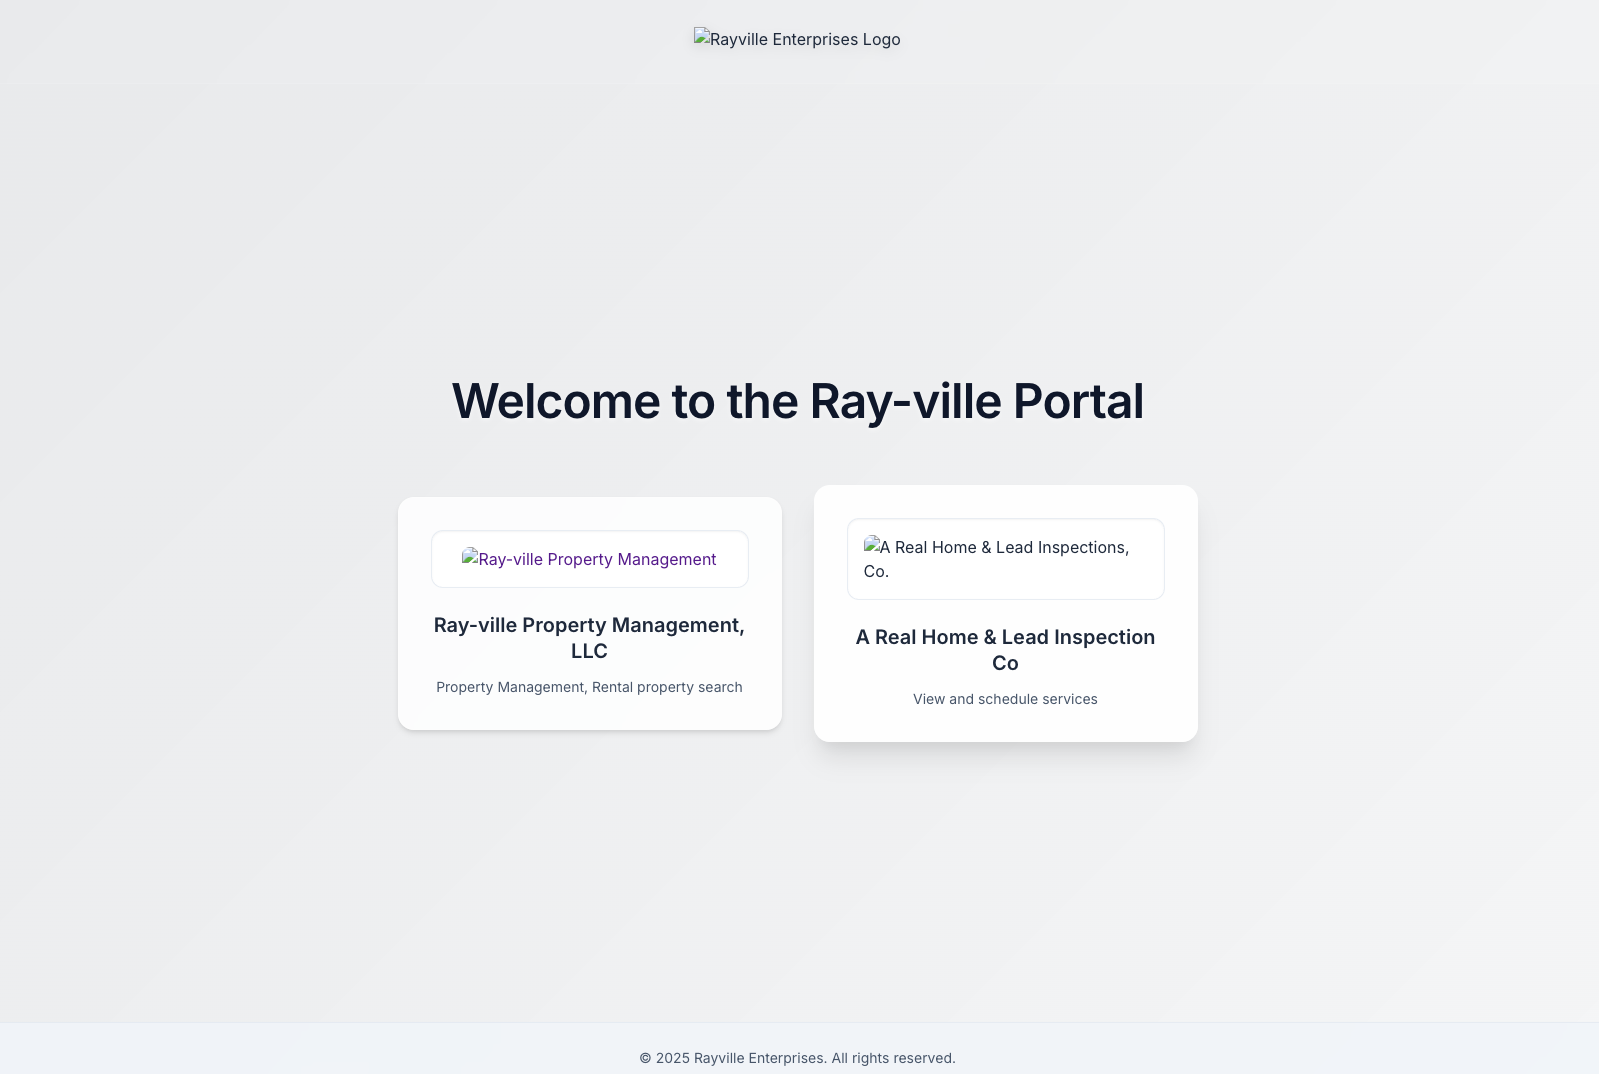 Rayville Enterprises Logo
Welcome to the Ray-ville Portal
Ray-ville Property Management
Ray-ville Property Management,
LLC
Property Management, Rental property search
A Real Home & Lead Inspections,
Co.
A Real Home & Lead Inspection
Co
View and schedule services
© 2025 Rayville Enterprises. All rights reserved.